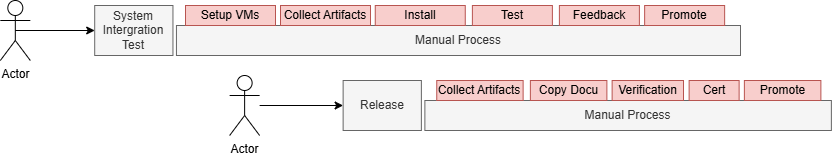 System
Intergration
Test
Setup VMs
Collect Artifacts
Install
Test
Feedback
Promote
Manual Process
Actor
Release
Collect Artifacts
Copy Docu
Verification
Cert
Promote
Manual Process
Actor